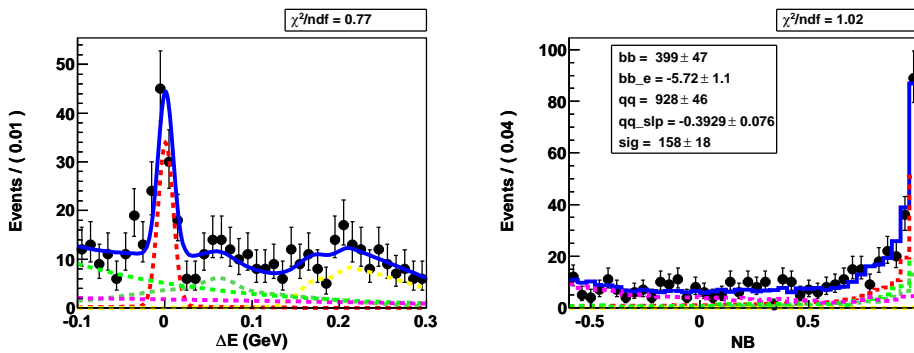 χ²/ndf = 0.77
Events / ( 0.01 )
50
40
30
20
10
0
-0.1
0
0.1
0.2
0.3
ΔE (GeV)
χ²/ndf = 1.02
Events / ( 0.04 )
100
80
60
40
20
0
bb = 399 ± 47
bb_e = -5.72 ± 1.1
qq = 928 ± 46
qq_slp = -0.3929 ± 0.076
sig = 158 ± 18
-0.5
0
0.5
NB